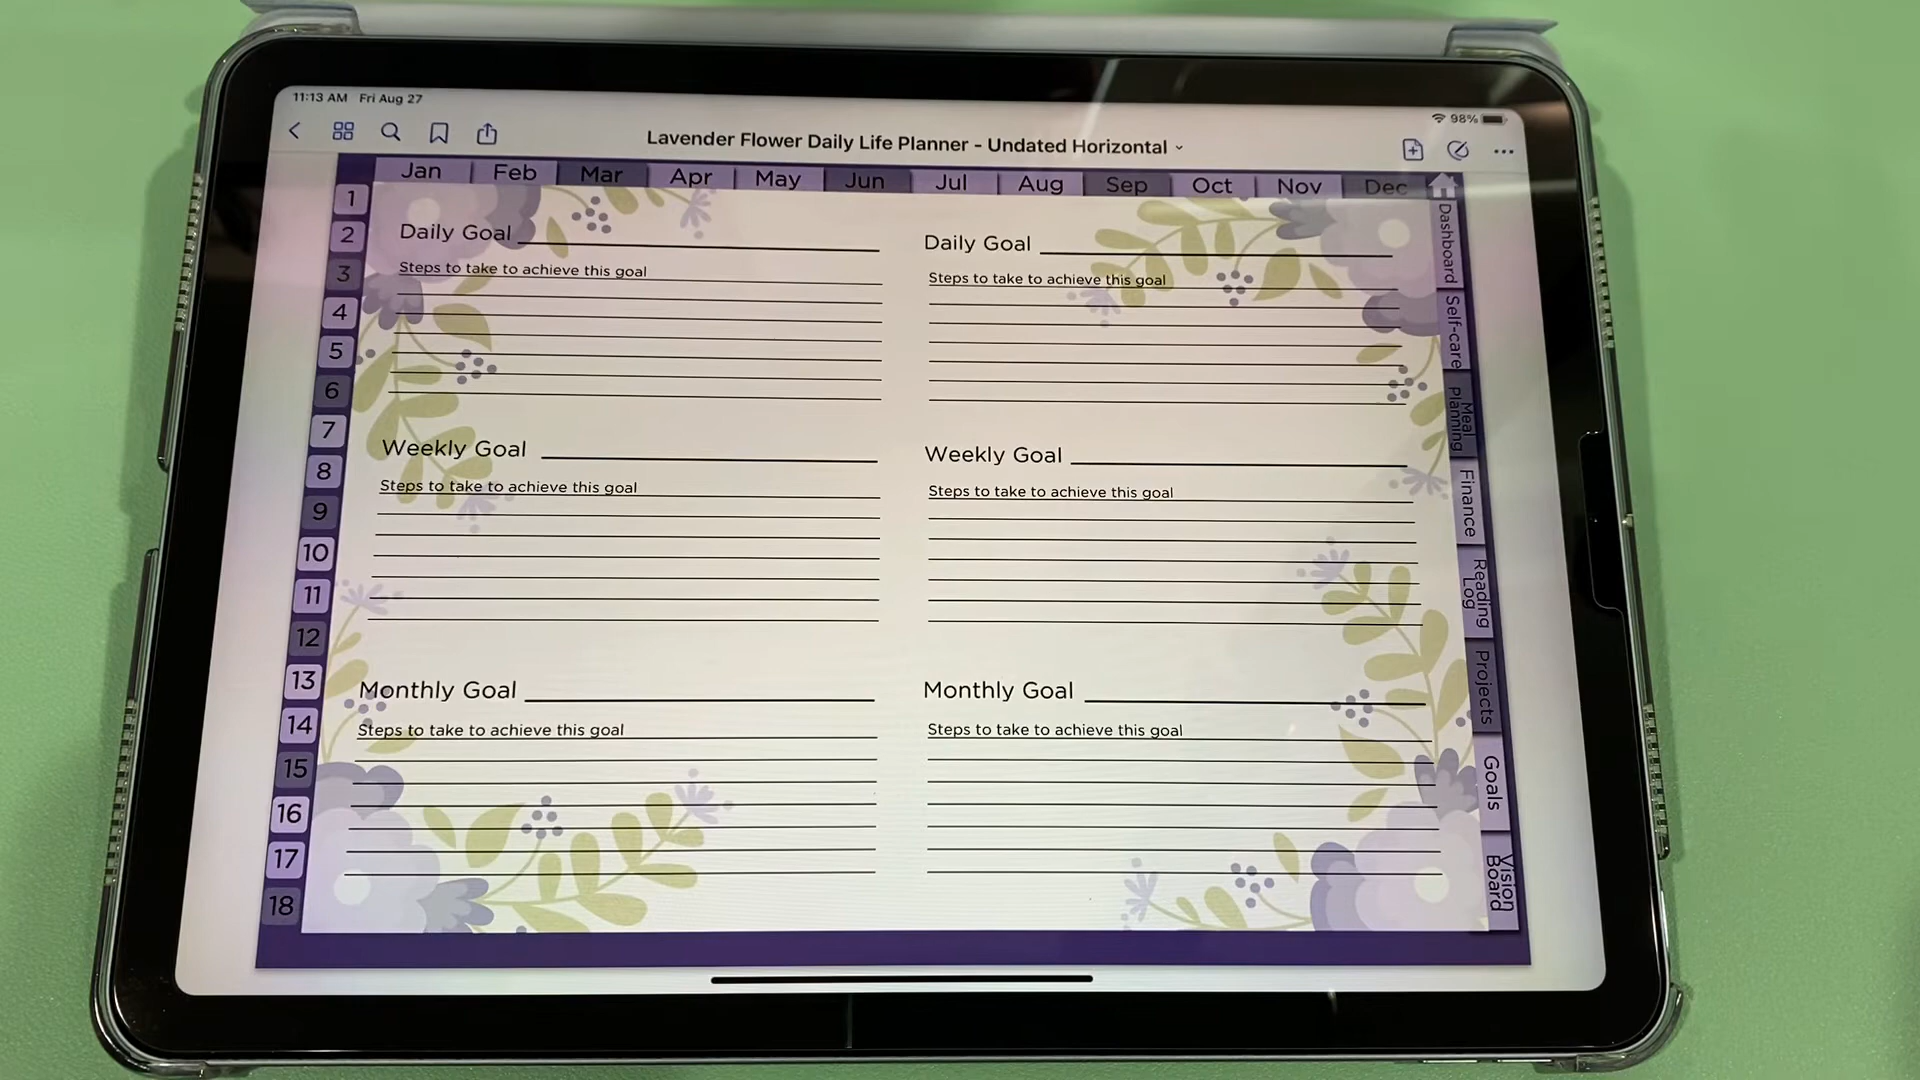 11:13 AM Fri Aug 27
98%
Lavender Flower Daily Life Planner - Undated Horizontal
Jan Feb Mar Apr May Jun Jul Aug Sep Oct Nov Dec
1
2
3
4
5
6
7
8
9
10
11
12
13
14
15
16
17
18
Daily Goal
Steps to take to achieve this goal
Weekly Goal
Steps to take to achieve this goal
Monthly Goal
Steps to take to achieve this goal
Daily Goal
Steps to take to achieve this goal
Weekly Goal
Steps to take to achieve this goal
Monthly Goal
Steps to take to achieve this goal
Dashboard
Self-care
Meal
Planning
Finance
Reading
Log
Projects
Goals
Vision
Board